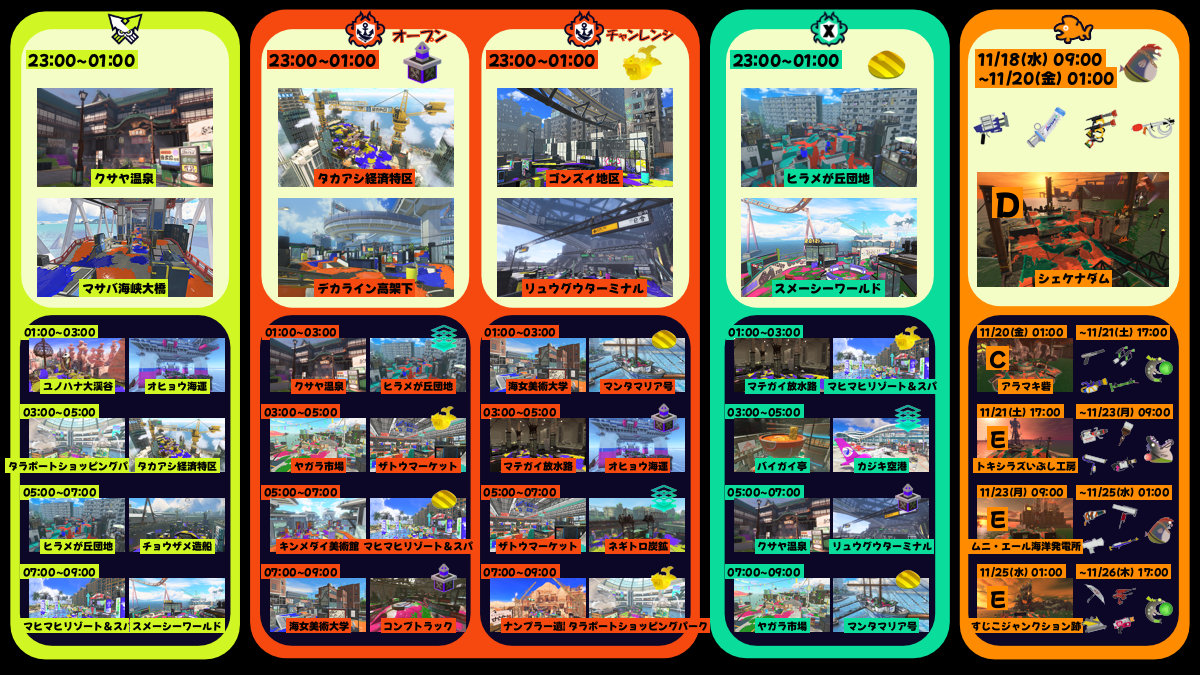 23:00~01:00
クサヤ温泉
マサバ海峡大橋
01:00~03:00
ユノハナ大渓谷
オヒョウ海運
03:00~05:00
タラポートショッピングパ
タカアシ経済特区
05:00~07:00
ヒラメが丘団地
チョウザメ造船
07:00~09:00
マヒマヒリゾート&スパ
スメーシーワールド
オープン
23:00~01:00
タカアシ経済特区
デカライン高架下
チャレンジ
23:00~01:00
ゴンズイ地区
リュウグウターミナル
01:00~03:00
クサヤ温泉
ヒラメが丘団地
03:00~05:00
ヤガラ市場
ザトウマーケット
05:00~07:00
キンメダイ美術館
マヒマヒリゾート&スパ
07:00~09:00
海女美術大学
コンブトラック
01:00~03:00
海女美術大学
マンタマリア号
03:00~05:00
マテガイ放水路
オヒョウ海運
05:00~07:00
ザトウマーケット
ネギトロ炭鉱
07:00~09:00
ナンプラー遺
タラポートショッピングパーク
X
23:00~01:00
ヒラメが丘団地
スメーシーワールド
01:00~03:00
マテガイ放水路
マヒマヒリゾート&スパ
03:00~05:00
バイガイ亭
カジキ空港
05:00~07:00
クサヤ温泉
リュウグウターミナル
07:00~09:00
ヤガラ市場
マンタマリア号
11/18(水) 09:00
~11/20(金) 01:00
D
シェケナダム
11/20(金) 01:00
~11/21(土) 17:00
C
アラマキ砦
11/21(土) 17:00
~11/23(月) 09:00
E
トキシラズいぶし工房
11/23(月) 09:00
~11/25(水) 01:00
E
ムニ・エール海洋発電所
11/25(水) 01:00
~11/26(木) 17:00
E
すじこジャンクション跡